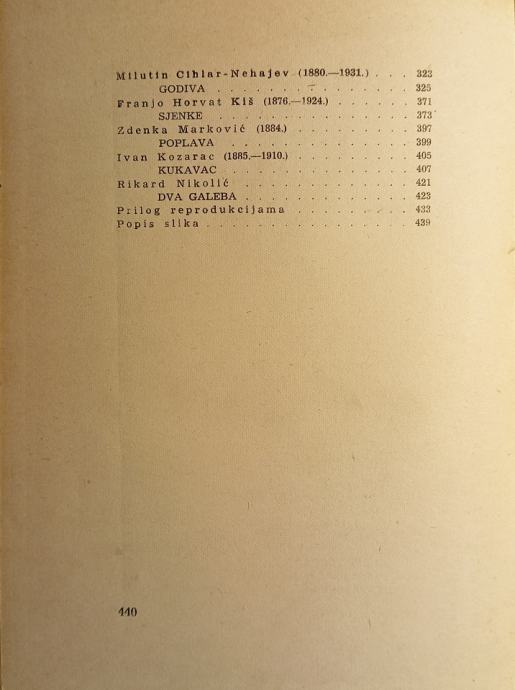 Milutin Cihlar-Nehajev (1880.—1931.) . . . 323
GODIVA . . . . . . . . . . . . . . 325
Franjo Horvat Kiš (1876.—1924.) . . . . . . 371
SJENKE . . . . . . . . . . . . . . 373
Zdenka Marković (1884.) . . . . . . . . . 397
POPLAVA . . . . . . . . . . . . . 399
Ivan Kozarac (1885.—1910.) . . . . . . . . 405
KUKAVAC . . . . . . . . . . . . . 407
Rikard Nikolić . . . . . . . . . . . . 421
DVA GALEBA . . . . . . . . . . . . 423
Prilog reprodukcijama . . . . . . . . . 433
Popis slika . . . . . . . . . . . . . . 439
440